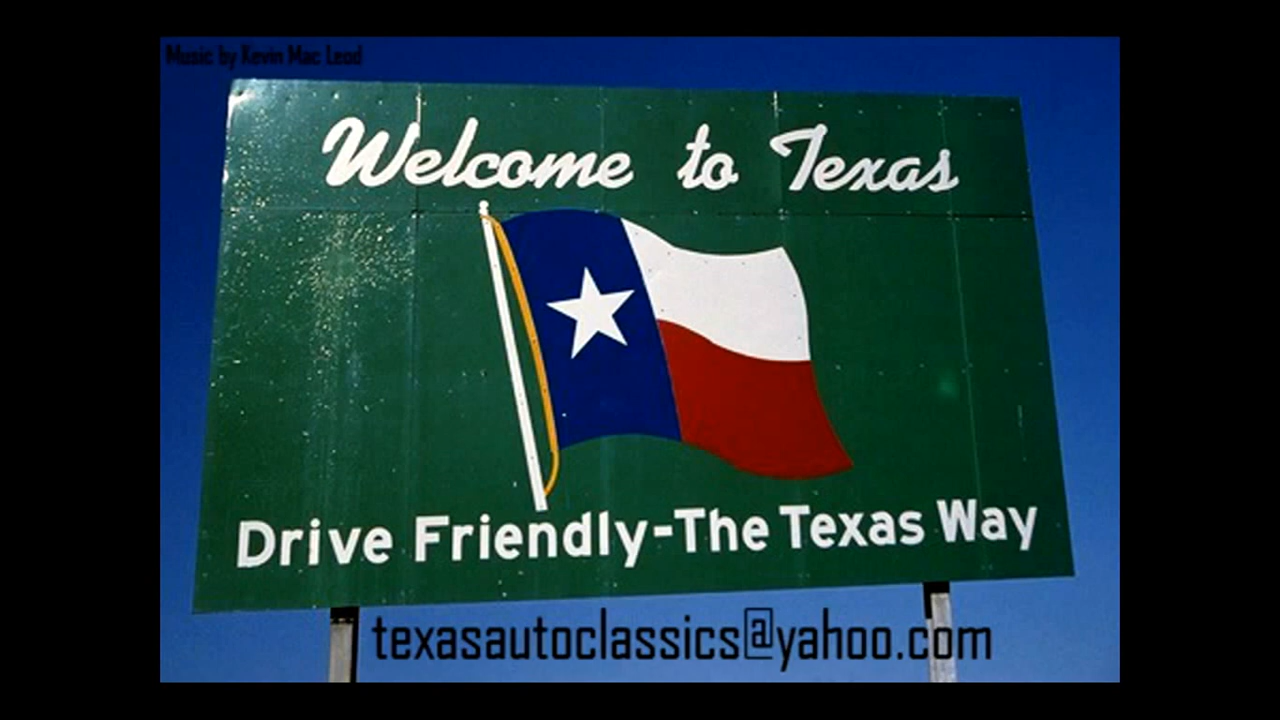 Music by Kevin Mac Leod
Welcome to Texas
Drive Friendly-The Texas Way
texasautoclassics@yahoo.com